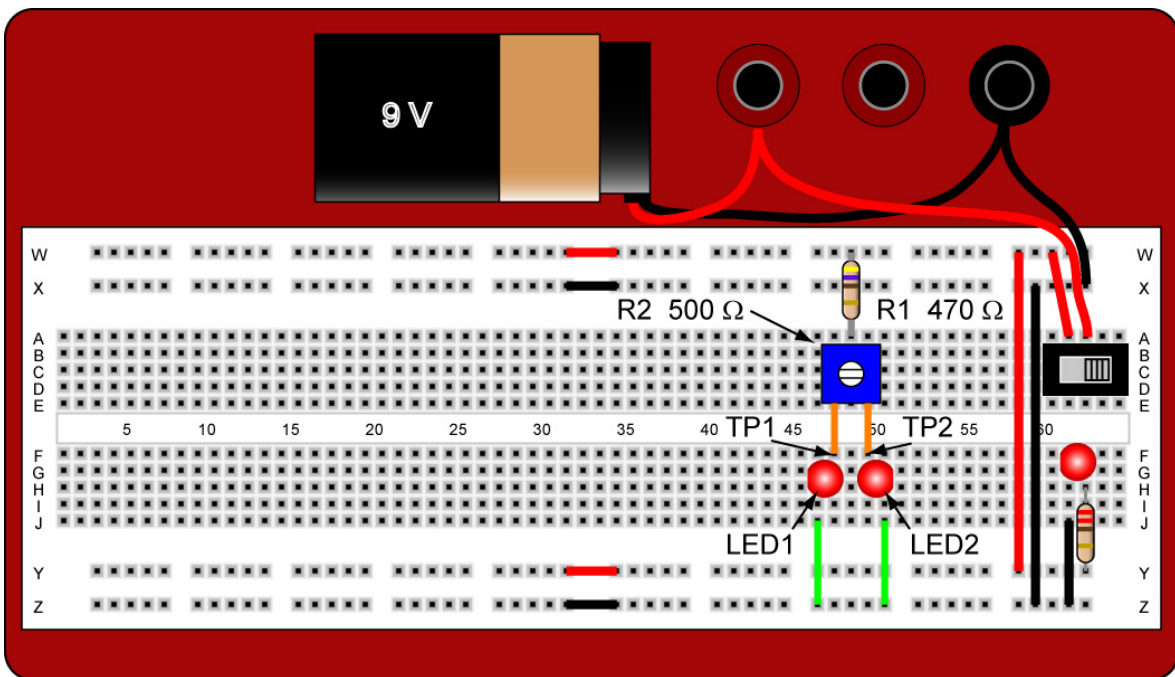 9 V
W W
X X
R2 500 Ω R1 470 Ω
A A
B B
C C
D D
E E
5 10 15 20 25 30 35 40 45 50 55 60
TP1 TP2
F F
G G
H H
I I
J J
LED1 LED2
Y Y
Z Z